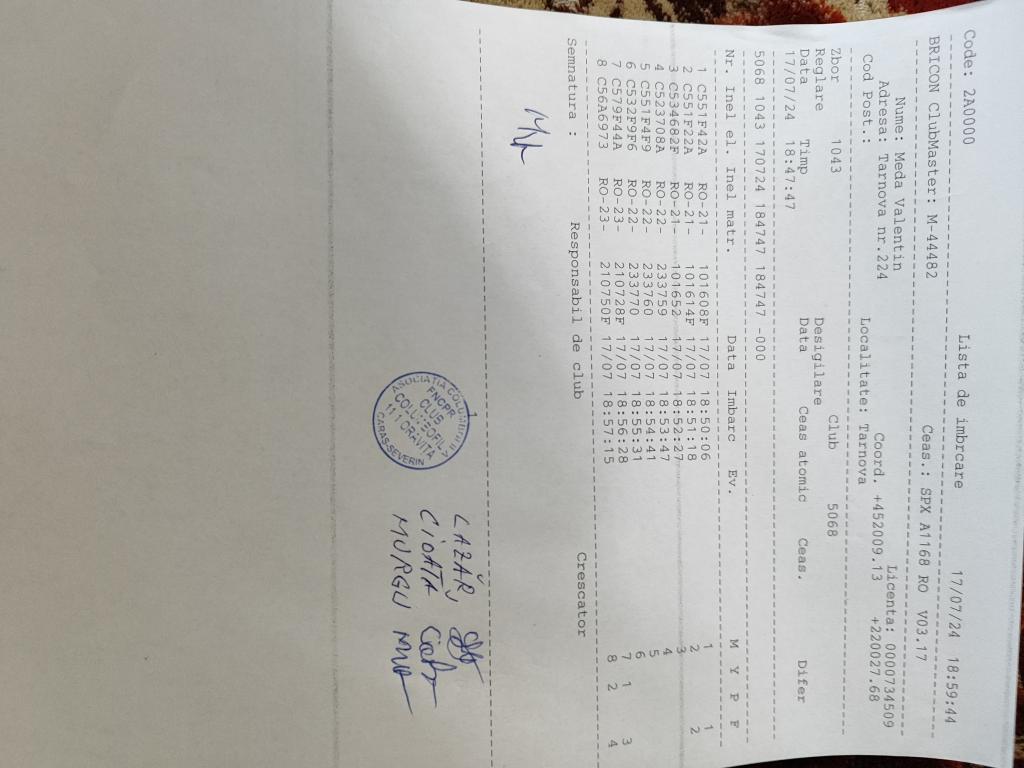 Code: 2A0000 Lista de imbrcare 17/07/24 18:59:44
BRICON ClubMaster: M-44482 Ceas.: SPX A1168 RO V03.17
Nume: Meda Valentin Licenta: 0000734509
Adresa: Tarnova nr.224 Coord. +452009.13 +220027.68
Cod Post.: Localitate: Tarnova
Zbor 1043 Club 5068
Reglare Desigilare
Data Timp Data Ceas atomic Ceas. Difer
17/07/24 18:47:47
5068 1043 170724 184747 184747 -000
Nr. Inel el. Inel matr. Data Imbarc Ev. M Y P F
1 C551F42A RO-21- 101608F 17/07 18:50:06 1 1
2 C551F22A RO-21- 101614F 17/07 18:51:18 2 2
3 C534682F RO-21- 101652 17/07 18:52:27 3
4 C523708A RO-22- 233759 17/07 18:53:47 4
5 C551F4F9 RO-22- 233760 17/07 18:54:41 5
6 C532F9F6 RO-22- 233770 17/07 18:55:31 6
7 C579F44A RO-23- 210728F 17/07 18:56:28 7 1 3
8 C56A6973 RO-23- 210750F 17/07 18:57:15 8 2 4
Semnatura : Responsabil de club Crescator
1
ASOCIATIA
FNCPR
CLUB
COLUMBOFIL
111 ORAVITA
CARAS-SEVERIN
LAZĂR
CIOATA
MURGU